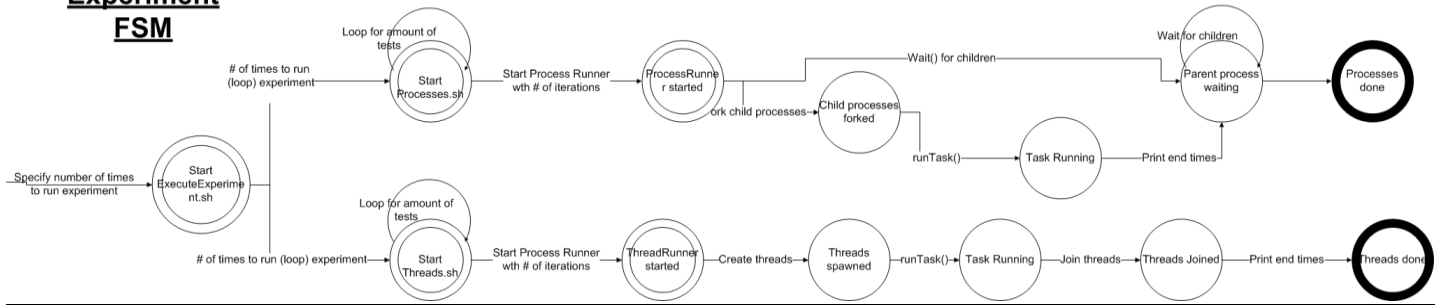 Experiment
FSM
Loop for amount of
tests
# of times to run
(loop) experiment
Start
Processes.sh
Start Process Runner
wth # of iterations
ProcessRunne
r started
Wait() for children
ork child processes
Child processes
forked
runTask()
Task Running
Print end times
Wait for children
Parent process
waiting
Processes
done
Specify number of times
to run experiment
Start
ExecuteExperime
nt.sh
Loop for amount of
tests
# of times to run (loop) experiment
Start
Threads.sh
Start Process Runner
wth # of iterations
ThreadRunner
started
Create threads
Threads
spawned
runTask()
Task Running
Join threads
Threads Joined
Print end times
Threads done